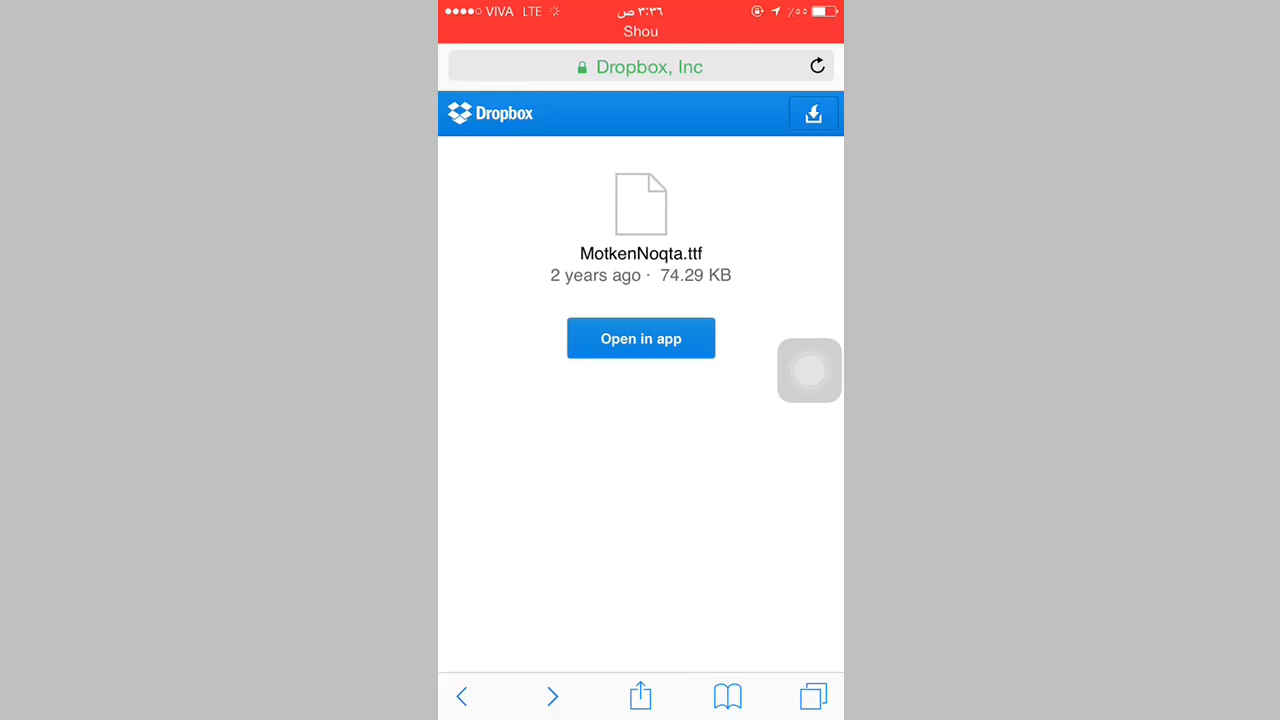 VIVA LTE ٣:٣٦ ص ٪٥٥
Shou
Dropbox, Inc
Dropbox
MotkenNoqta.ttf
2 years ago · 74.29 KB
Open in app